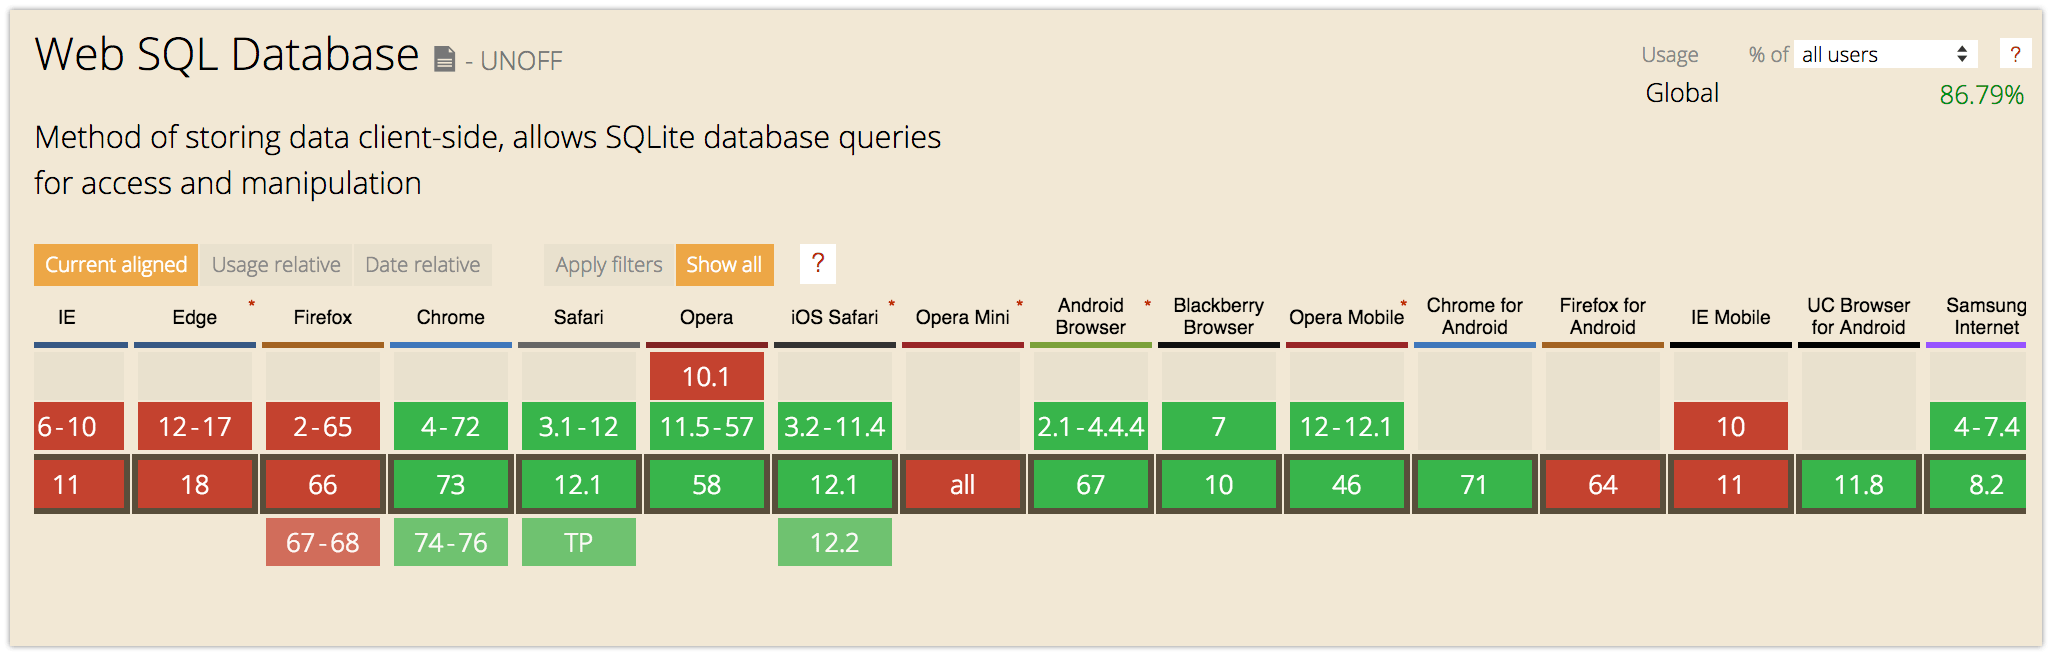 Web SQL Database - UNOFF
Usage % of all users ?
Global 86.79%
Method of storing data client-side, allows SQLite database queries
for access and manipulation
Current aligned Usage relative Date relative Apply filters Show all ?
IE Edge * Firefox Chrome Safari Opera iOS Safari * Opera Mini * Android Browser * Blackberry Browser Opera Mobile * Chrome for Android Firefox for Android IE Mobile UC Browser for Android Samsung Internet
10.1
6-10 12-17 2-65 4-72 3.1-12 11.5-57 3.2-11.4 2.1-4.4.4 7 12-12.1 10 4-7.4
11 18 66 73 12.1 58 12.1 all 67 10 46 71 64 11 11.8 8.2
67-68 74-76 TP 12.2